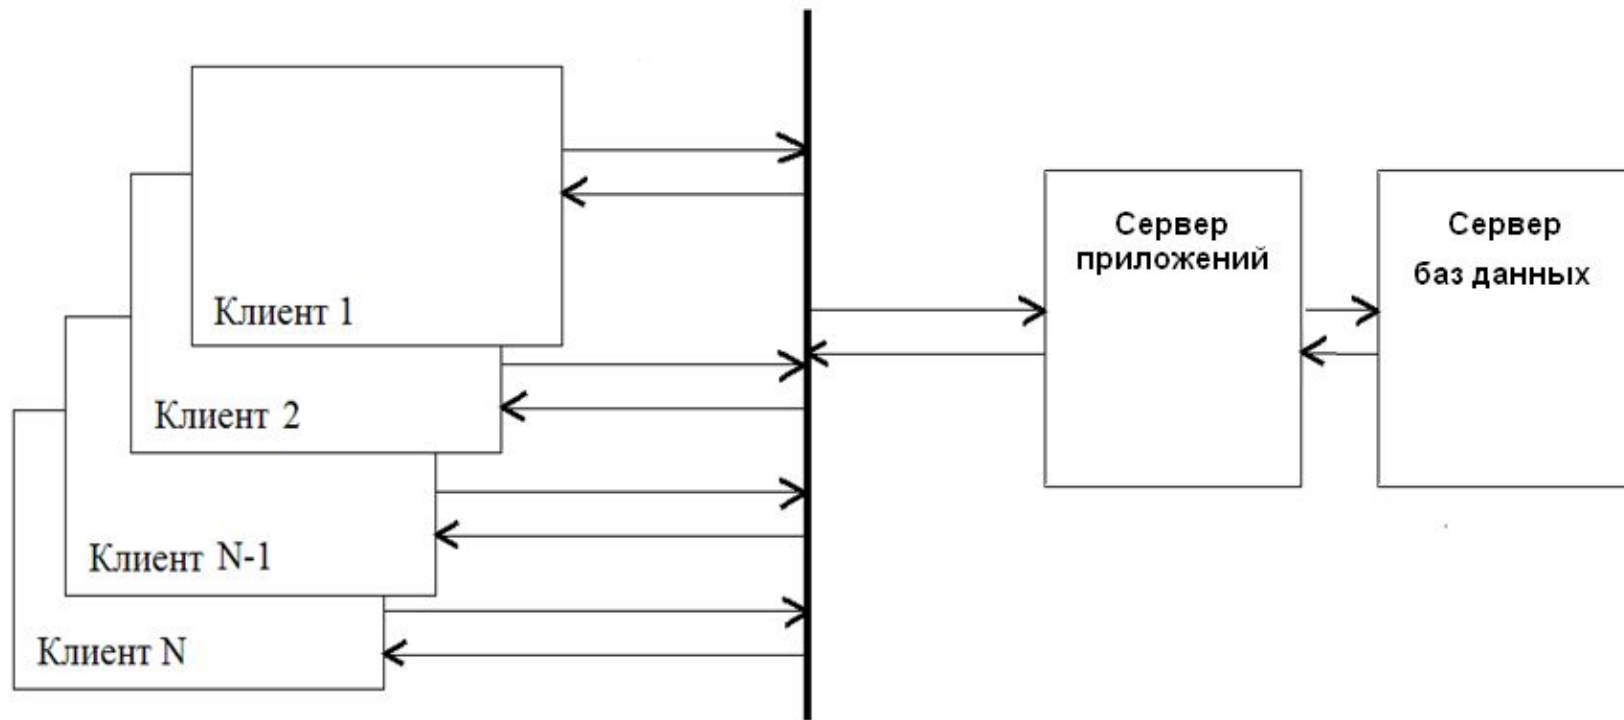 Клиент 1
Клиент 2
Клиент N-1
Клиент N
Сервер
приложений
Сервер
баз данных